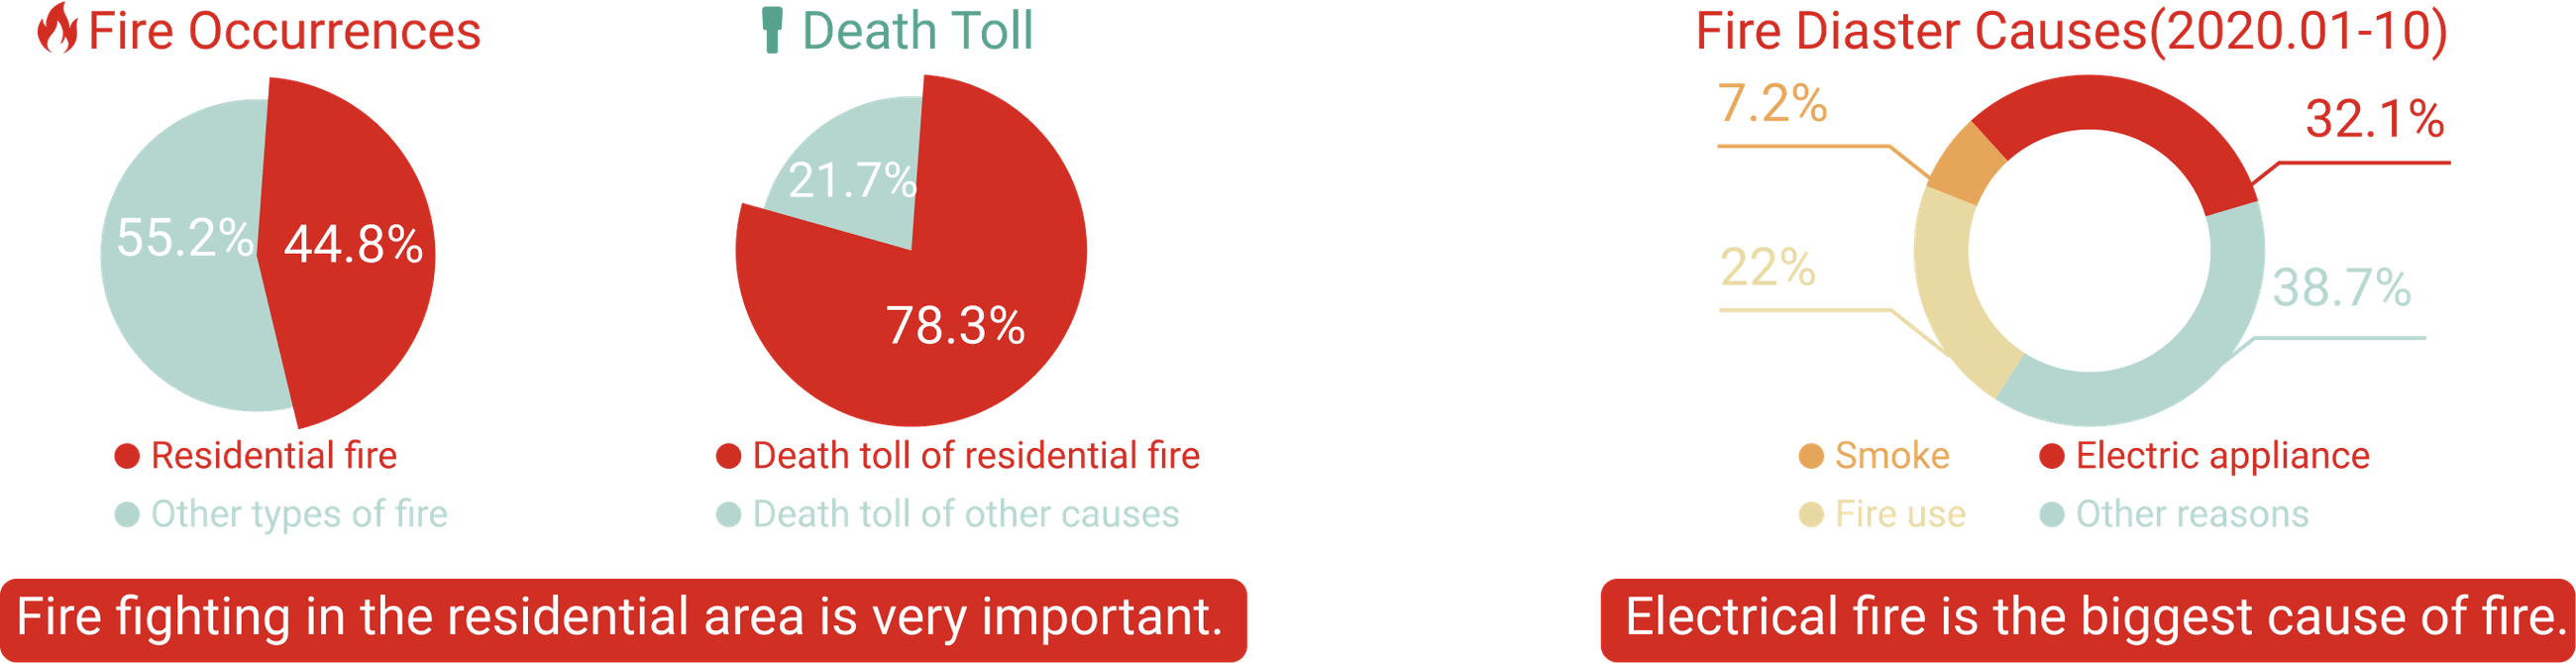 Fire Occurrences
55.2%
44.8%
Residential fire
Other types of fire
Death Toll
21.7%
78.3%
Death toll of residential fire
Death toll of other causes
Fire fighting in the residential area is very important.
Fire Diaster Causes(2020.01-10)
7.2%
32.1%
22%
38.7%
Smoke
Electric appliance
Fire use
Other reasons
Electrical fire is the biggest cause of fire.